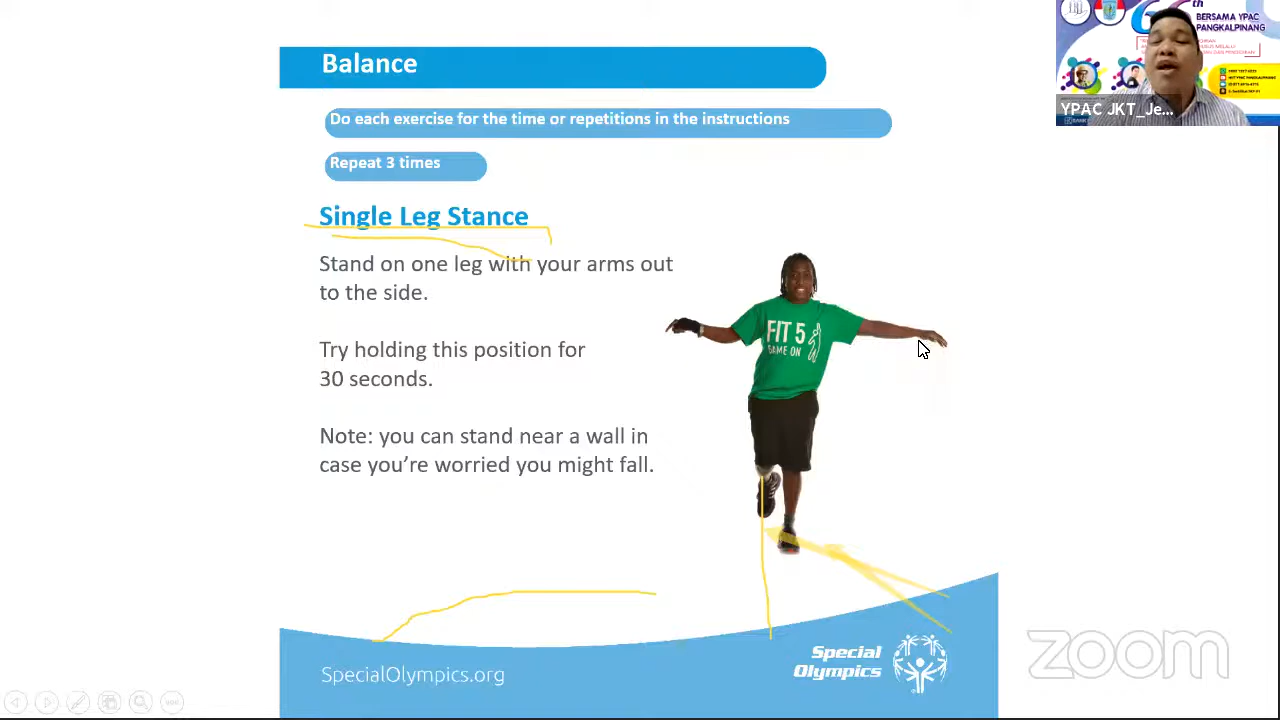 Balance
Do each exercise for the time or repetitions in the instructions
Repeat 3 times
Single Leg Stance
Stand on one leg with your arms out
to the side.
Try holding this position for
30 seconds.
Note: you can stand near a wall in
case you're worried you might fall.
FIT 5
GAME ON
SpecialOlympics.org
Special
Olympics
BERSAMA YPAC
PANGKALPINANG
YPAC JKT_Je...
zoom